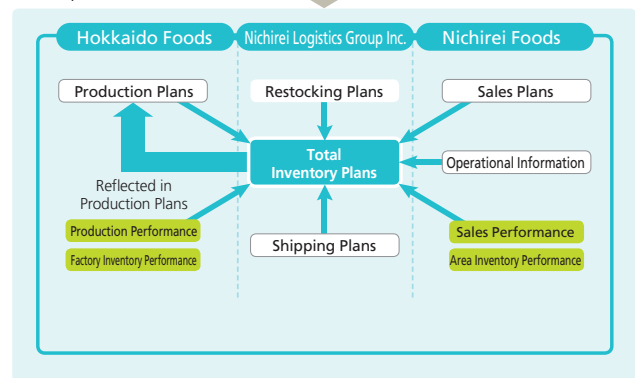 Hokkaido Foods
Nichirei Logistics Group Inc.
Nichirei Foods
Production Plans
Restocking Plans
Sales Plans
Total
Inventory Plans
Operational Information
Reflected in
Production Plans
Production Performance
Factory Inventory Performance
Shipping Plans
Sales Performance
Area Inventory Performance